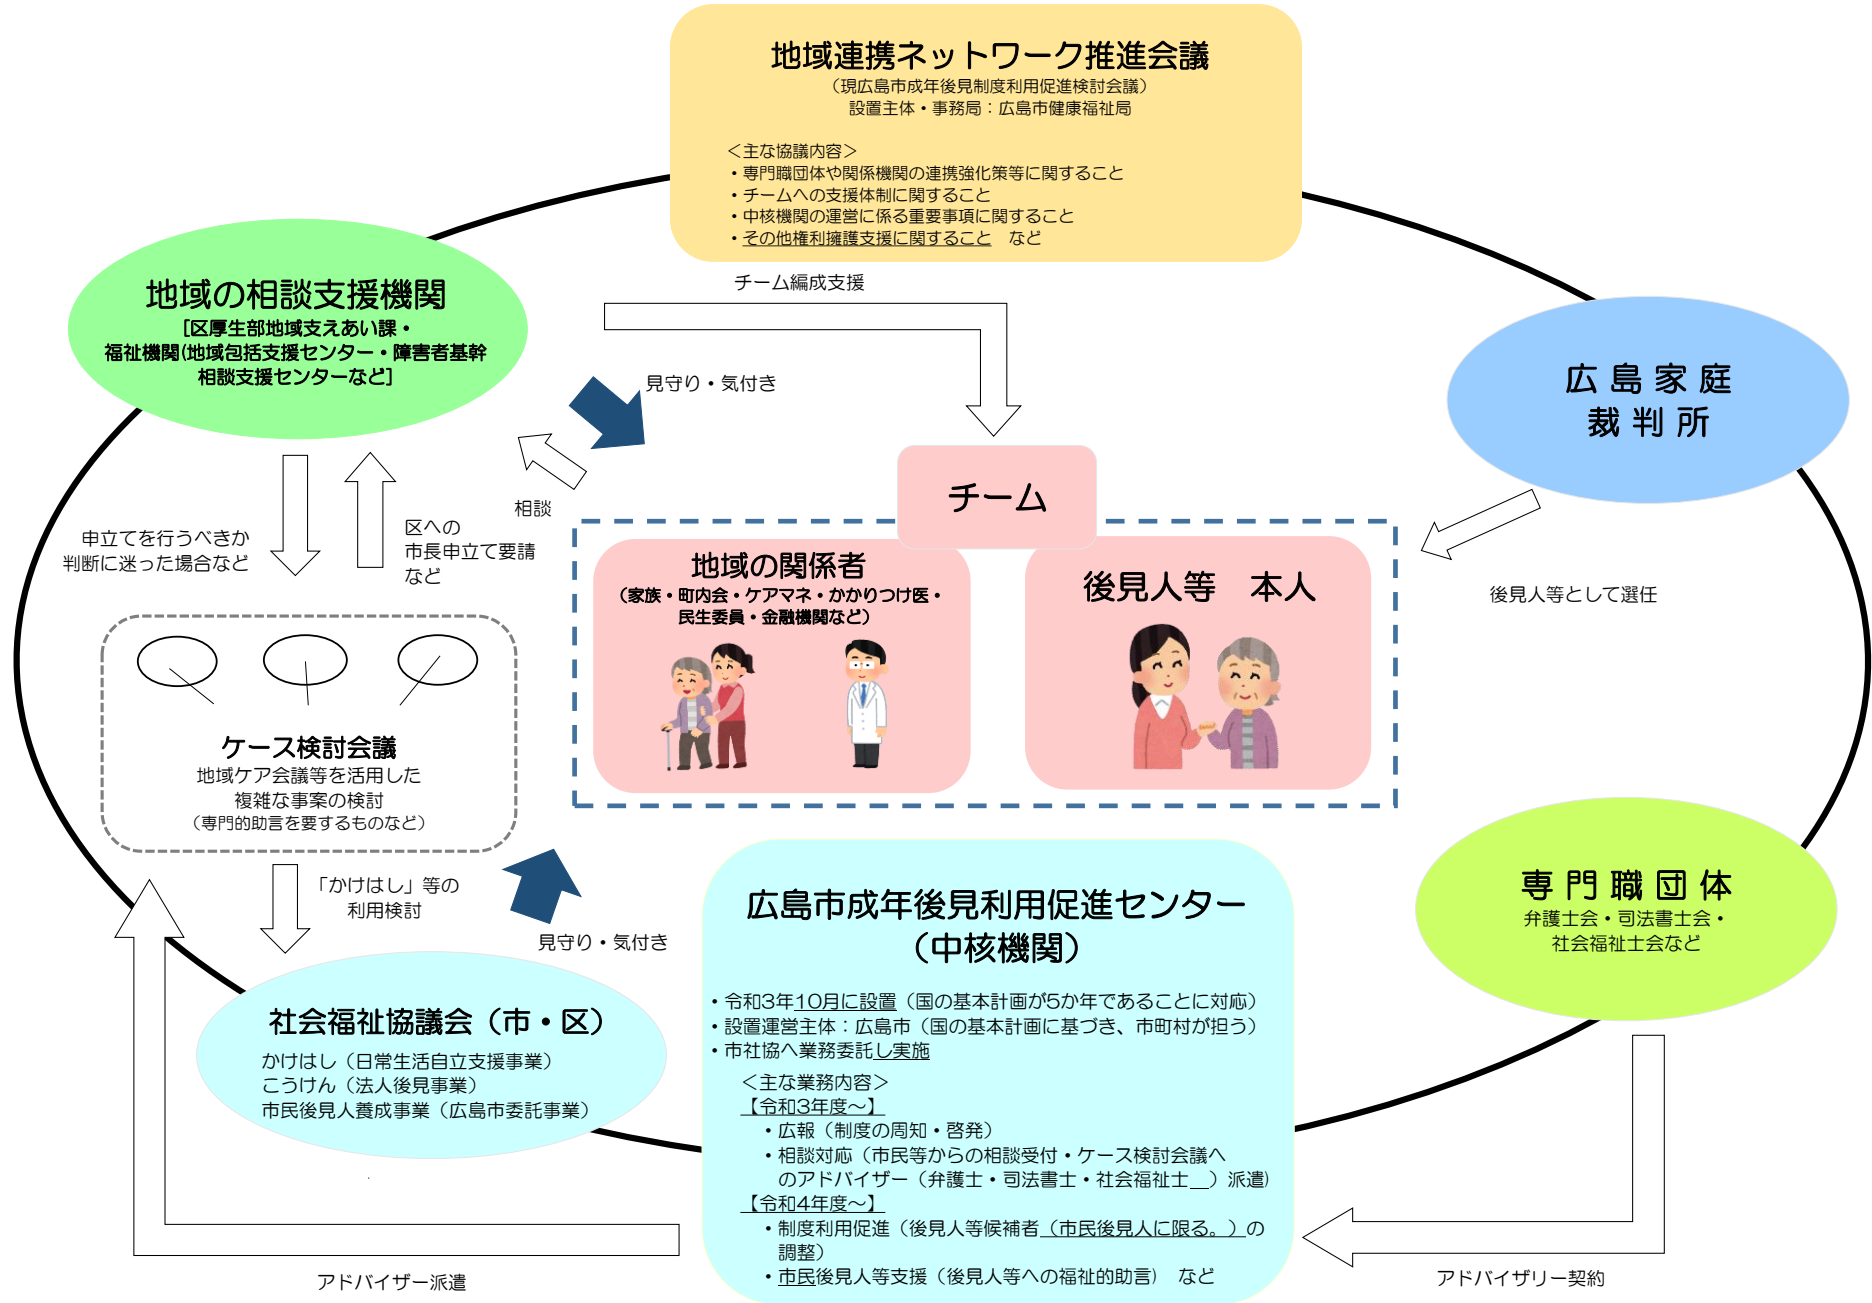 地域連携ネットワーク推進会議
（現広島市成年後見制度利用促進検討会議）
設置主体・事務局：広島市健康福祉局
＜主な協議内容＞
・専門職団体や関係機関の連携強化策等に関すること
・チームへの支援体制に関すること
・中核機関の運営に係る重要事項に関すること
・その他権利擁護支援に関すること　など
地域の相談支援機関
[区厚生部地域支えあい課・
福祉機関(地域包括支援センター・障害者基幹
相談支援センターなど]
チーム編成支援
見守り・気付き
相談
広島家庭
裁判所
後見人等として選任
申立てを行うべきか
判断に迷った場合など
区への
市長申立て要請
など
チーム
地域の関係者
（家族・町内会・ケアマネ・かかりつけ医・
民生委員・金融機関など）
後見人等　本人
ケース検討会議
地域ケア会議等を活用した
複雑な事案の検討
（専門的助言を要するものなど）
「かけはし」等の
利用検討
見守り・気付き
社会福祉協議会（市・区）
かけはし（日常生活自立支援事業）
こうけん（法人後見事業）
市民後見人養成事業（広島市委託事業）
アドバイザー派遣
広島市成年後見利用促進センター
（中核機関）
・令和3年10月に設置（国の基本計画が5か年であることに対応）
・設置運営主体：広島市（国の基本計画に基づき、市町村が担う）
・市社協へ業務委託し実施
＜主な業務内容＞
【令和3年度～】
・広報（制度の周知・啓発）
・相談対応（市民等からの相談受付・ケース検討会議へ
のアドバイザー（弁護士・司法書士・社会福祉士＿）派遣）
【令和4年度～】
・制度利用促進（後見人等候補者（市民後見人に限る。）の
調整）
・市民後見人等支援（後見人等への福祉的助言）　など
専門職団体
弁護士会・司法書士会・
社会福祉士会など
アドバイザリー契約